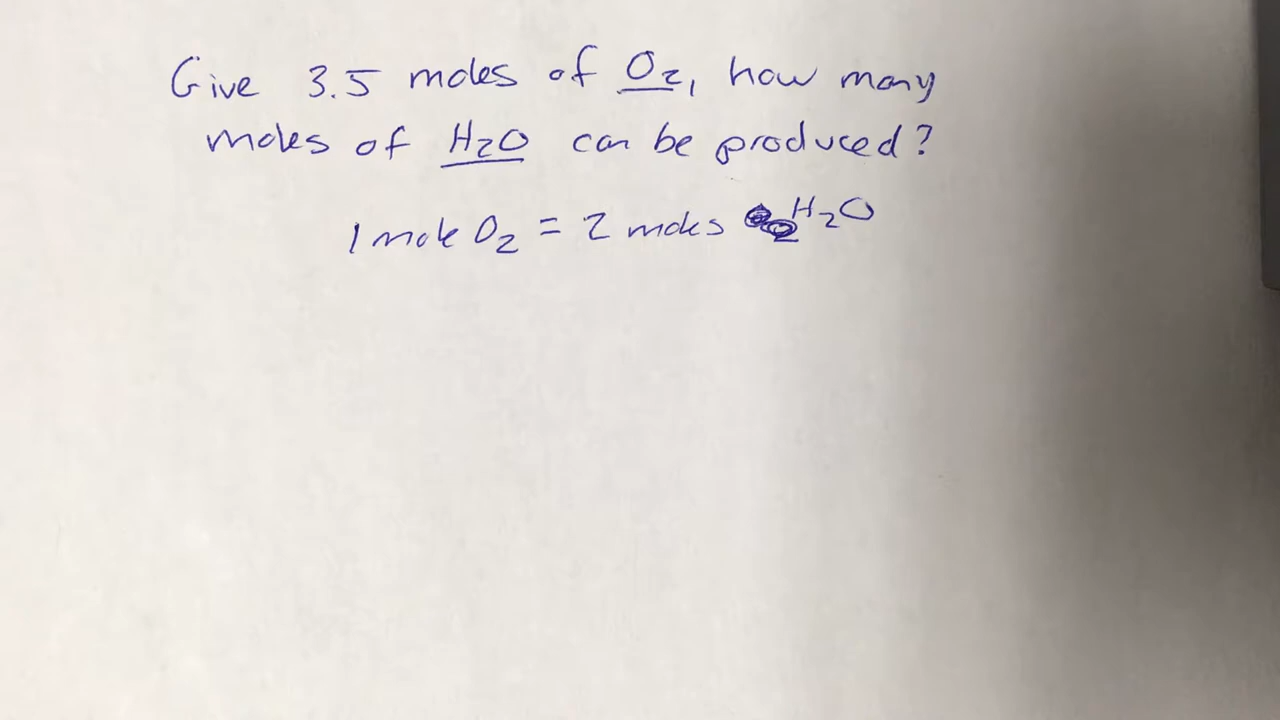 Give 3.5 moles of O2, how many
moles of H2O can be produced?
1 mole O2 = 2 moles H2O